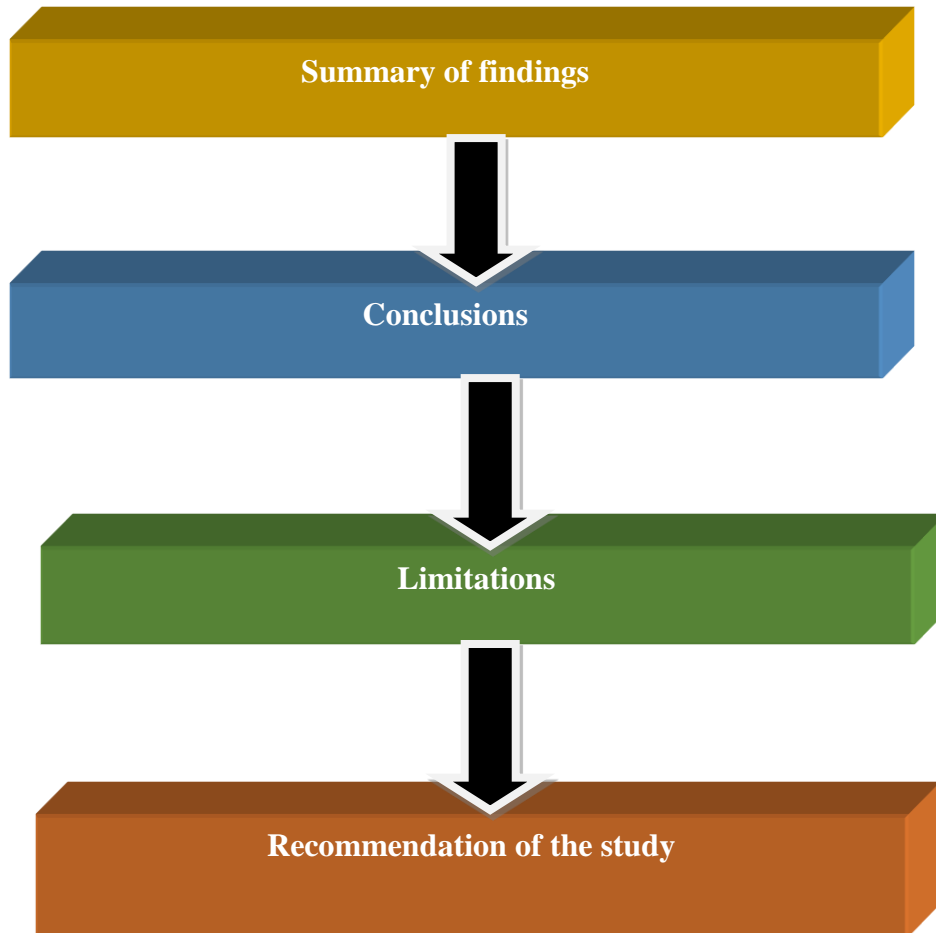 Summary of findings
Conclusions
Limitations
Recommendation of the study